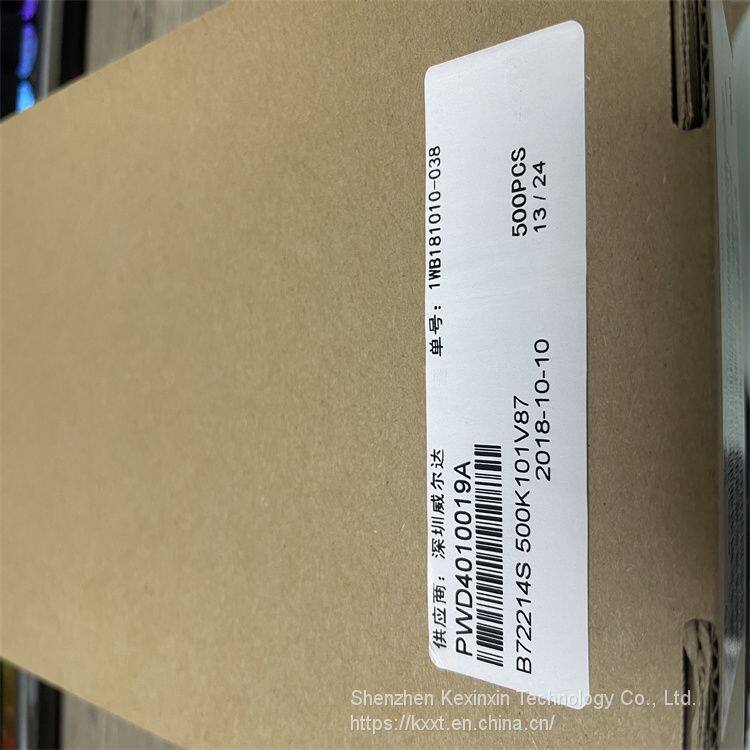 供应商: 深圳威尔达 单号: 1WB181010-038
PWD4010019A
B72214S 500K101V87 500PCS
2018-10-10 13/24
Shenzhen Kexinxin Technology Co., Ltd.
https://kxxt.en.china.cn/